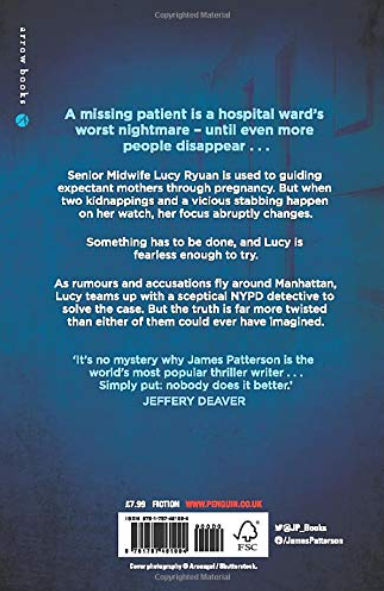 Copyrighted Material
arrow books
A missing patient is a hospital ward's
worst nightmare – until even more
people disappear . . .
Senior Midwife Lucy Ryuan is used to guiding
expectant mothers through pregnancy. But when
two kidnappings and a vicious stabbing happen
on her watch, her focus abruptly changes.
Something has to be done, and Lucy is
fearless enough to try.
As rumours and accusations fly around Manhattan,
Lucy teams up with a sceptical NYPD detective to
solve the case. But the truth is far more twisted
than either of them could ever have imagined.
'It's no mystery why James Patterson is the
world's most popular thriller writer . . .
Simply put: nobody does it better.'
JEFFERY DEAVER
£7.99 FICTION WWW.PENGUIN.CO.UK
90000
FSC
@JP_Books
/JamesPatterson
Cover photography © Arcangel / Shutterstock.
Copyrighted Material